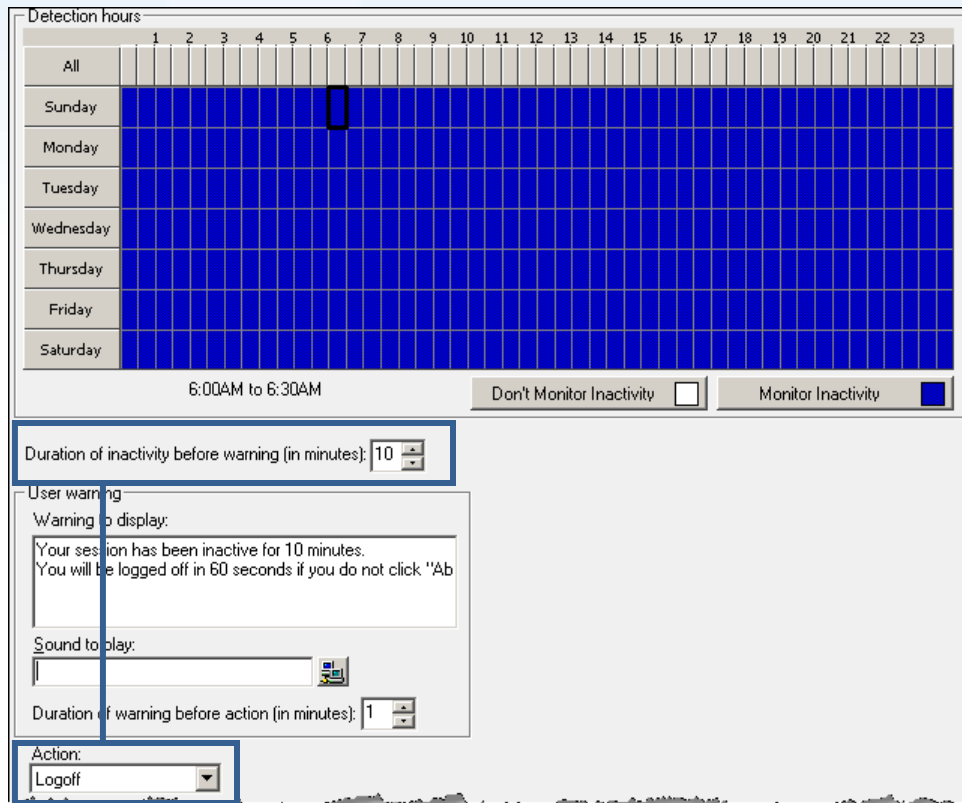 Detection hours
1 2 3 4 5 6 7 8 9 10 11 12 13 14 15 16 17 18 19 20 21 22 23
All
Sunday
Monday
Tuesday
Wednesday
Thursday
Friday
Saturday
6:00AM to 6:30AM
Don't Monitor Inactivity
Monitor Inactivity
Duration of inactivity before warning (in minutes): 10
User warning
Warning to display:
Your session has been inactive for 10 minutes.
You will be logged off in 60 seconds if you do not click "Ab
Sound to play:
Duration of warning before action (in minutes): 1
Action:
Logoff